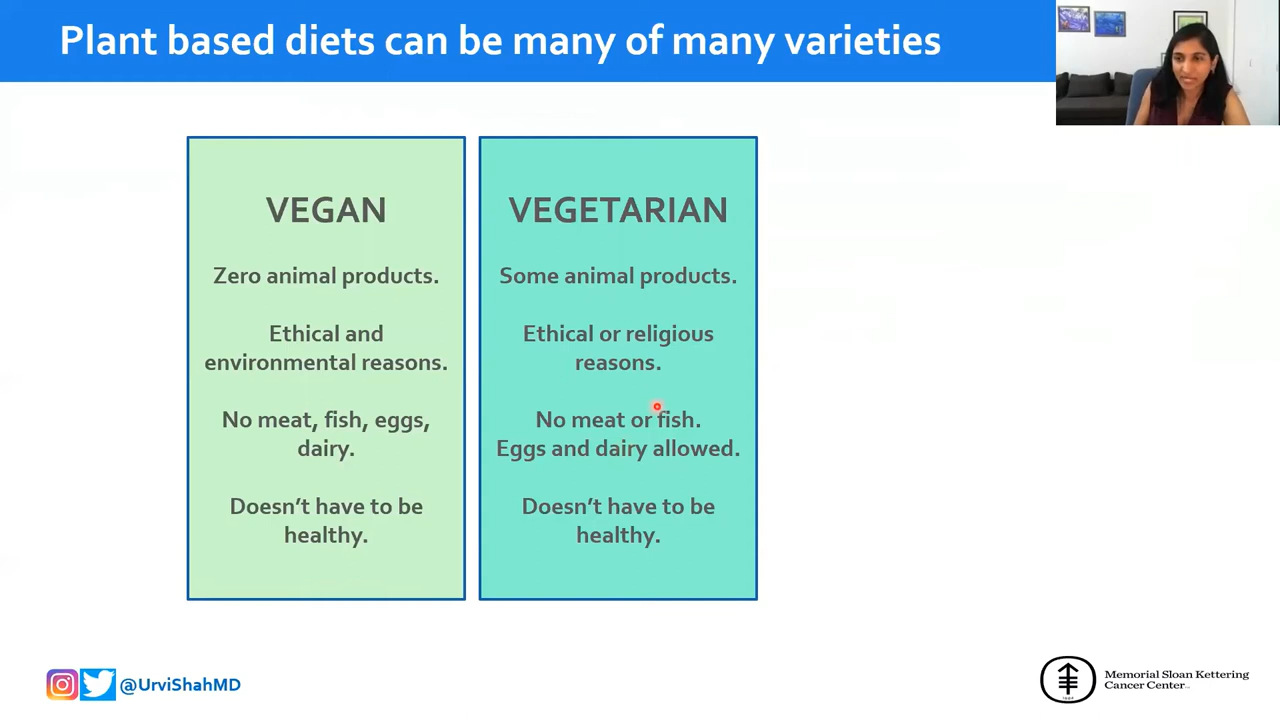 Plant based diets can be many of many varieties
VEGAN
Zero animal products.
Ethical and
environmental reasons.
No meat, fish, eggs,
dairy.
Doesn't have to be
healthy.
VEGETARIAN
Some animal products.
Ethical or religious
reasons.
No meat or fish.
Eggs and dairy allowed.
Doesn't have to be
healthy.
@UrviShahMD
Memorial Sloan Kettering
Cancer Center